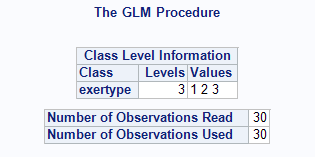 The GLM Procedure
Class Level Information
Class Levels Values
exertype 3 1 2 3
Number of Observations Read 30
Number of Observations Used 30